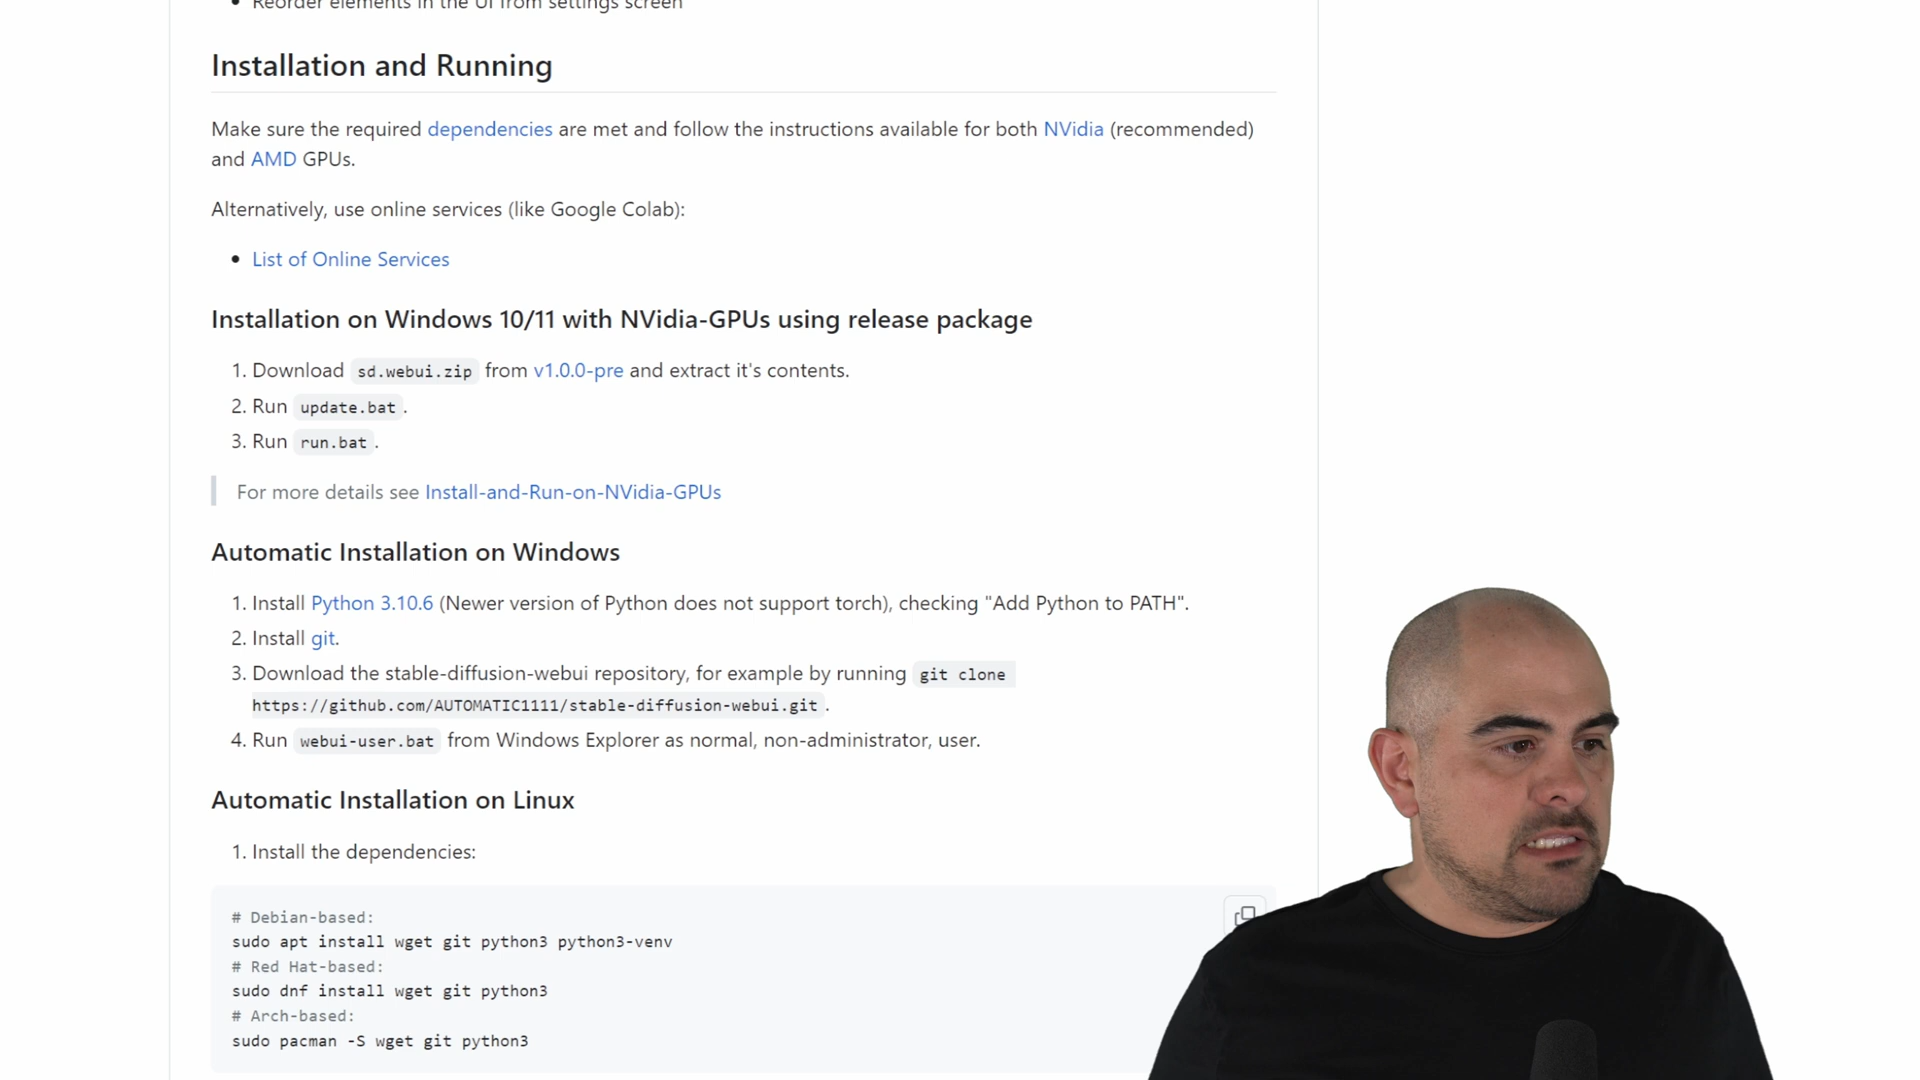 Reorder elements in the UI from settings screen
Installation and Running
Make sure the required dependencies are met and follow the instructions available for both NVidia (recommended)
and AMD GPUs.
Alternatively, use online services (like Google Colab):
List of Online Services
Installation on Windows 10/11 with NVidia-GPUs using release package
1. Download sd.webui.zip from v1.0.0-pre and extract it's contents.
2. Run update.bat.
3. Run run.bat.
For more details see Install-and-Run-on-NVidia-GPUs
Automatic Installation on Windows
1. Install Python 3.10.6 (Newer version of Python does not support torch), checking "Add Python to PATH".
2. Install git.
3. Download the stable-diffusion-webui repository, for example by running git clone
https://github.com/AUTOMATIC1111/stable-diffusion-webui.git.
4. Run webui-user.bat from Windows Explorer as normal, non-administrator, user.
Automatic Installation on Linux
1. Install the dependencies:
# Debian-based:
sudo apt install wget git python3 python3-venv
# Red Hat-based:
sudo dnf install wget git python3
# Arch-based:
sudo pacman -S wget git python3